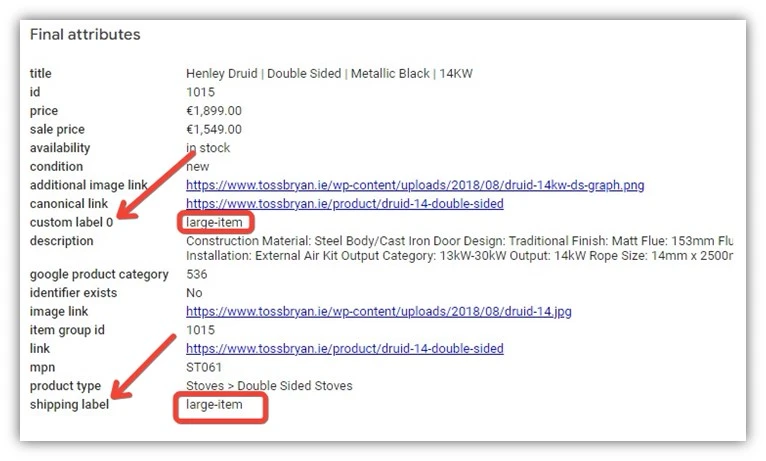 Final attributes
title Henley Druid | Double Sided | Metallic Black | 14KW
id 1015
price €1,899.00
sale price €1,549.00
availability in stock
condition new
additional image link https://www.tossbryan.ie/wp-content/uploads/2018/08/druid-14kw-ds-graph.png
canonical link https://www.tossbryan.ie/product/druid-14-double-sided
custom label 0 large-item
description Construction Material: Steel Body/Cast Iron Door Design: Traditional Finish: Matt Flue: 153mm Flu
Installation: External Air Kit Output Category: 13kW-30kW Output: 14kW Rope Size: 14mm x 2500m
google product category 536
identifier exists No
image link https://www.tossbryan.ie/wp-content/uploads/2018/08/druid-14.jpg
item group id 1015
link https://www.tossbryan.ie/product/druid-14-double-sided
mpn ST061
product type Stoves > Double Sided Stoves
shipping label large-item